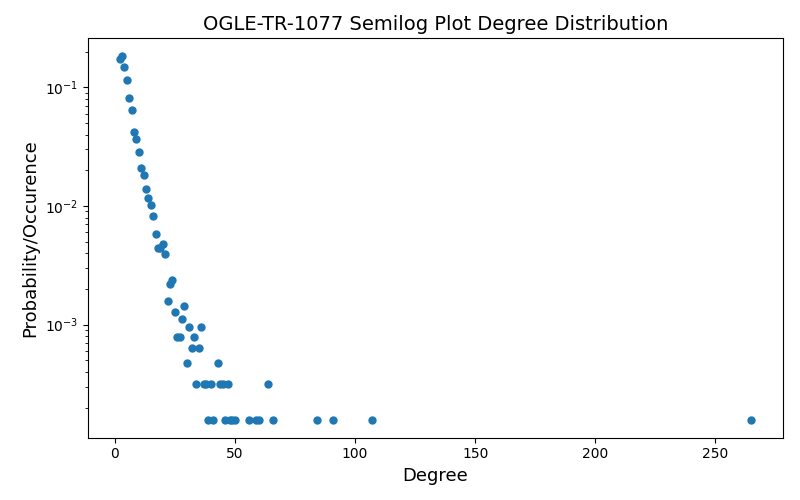 OGLE-TR-1077 Semilog Plot Degree Distribution
10⁻¹
10⁻²
10⁻³
Probability/Occurence
0 50 100 150 200 250
Degree